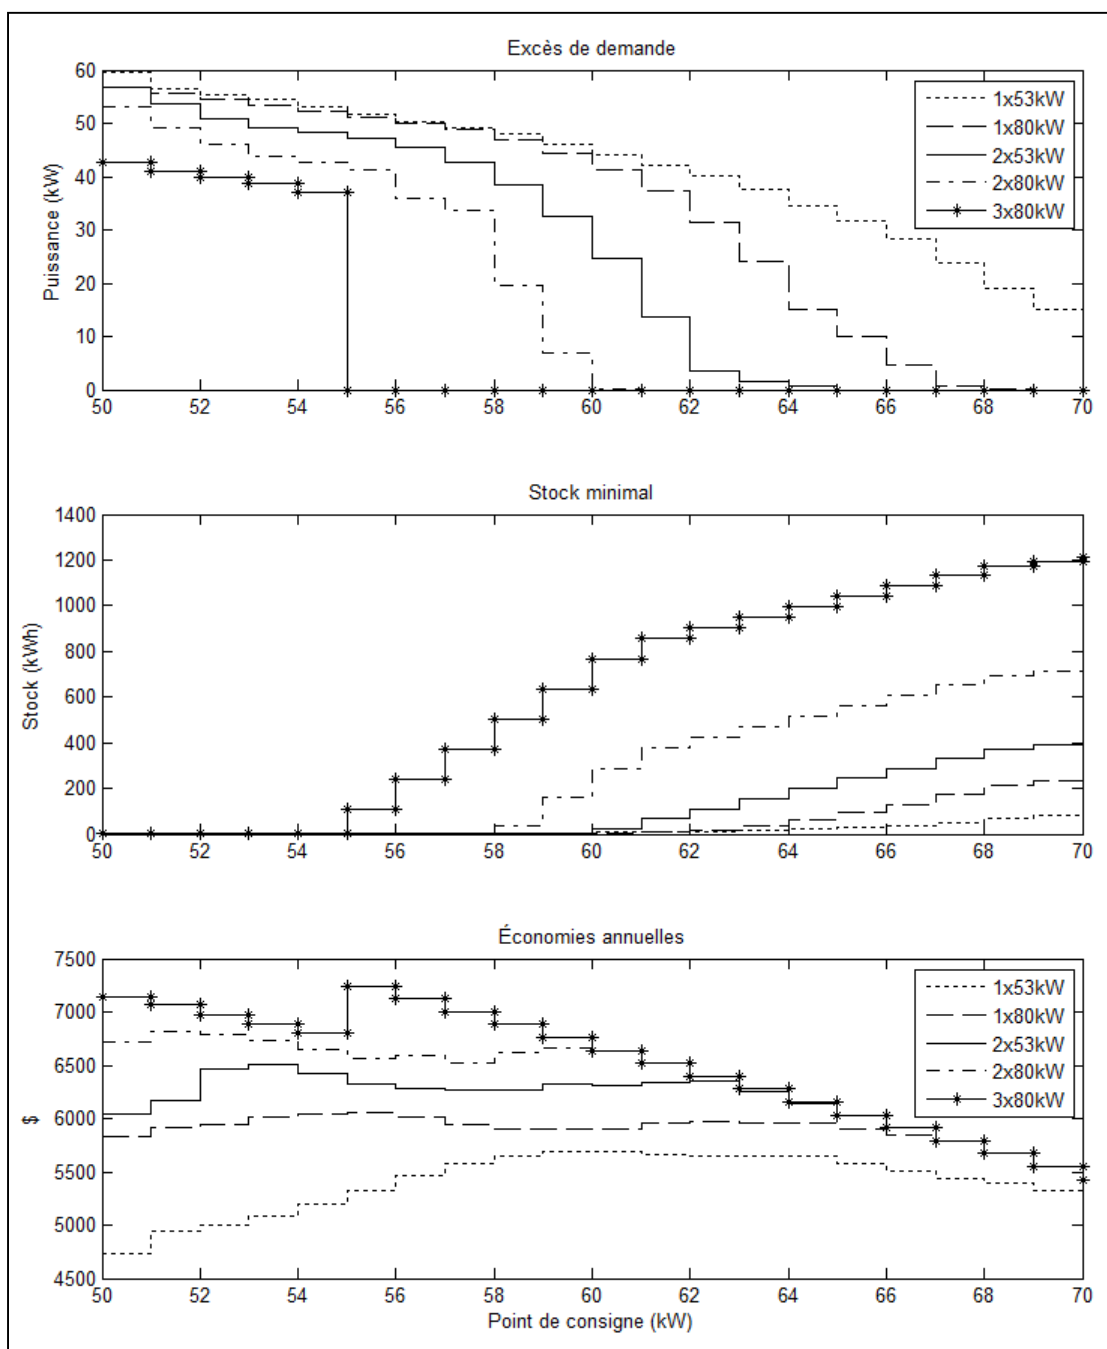 Excès de demande
60
50
40
30
20
10
0
Puissance (kW)
1x53kW
1x80kW
2x53kW
2x80kW
3x80kW
50 52 54 56 58 60 62 64 66 68 70
Stock minimal
1400
1200
1000
800
600
400
200
0
Stock (kWh)
50 52 54 56 58 60 62 64 66 68 70
Économies annuelles
7500
7000
6500
6000
5500
5000
4500
$
1x53kW
1x80kW
2x53kW
2x80kW
3x80kW
50 52 54 56 58 60 62 64 66 68 70
Point de consigne (kW)